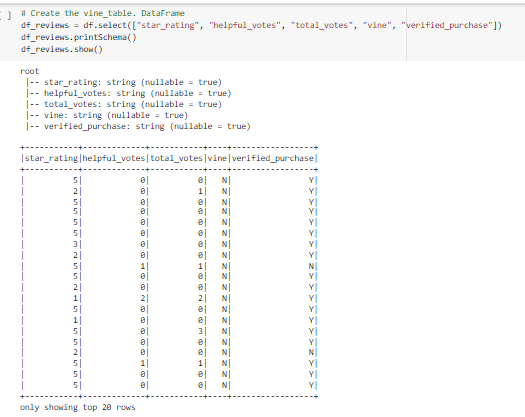 [ ] # Create the vine_table. DataFrame
df_reviews = df.select(["star_rating", "helpful_votes", "total_votes", "vine", "verified_purchase"])
df_reviews.printSchema()
df_reviews.show()
root
 |-- star_rating: string (nullable = true)
 |-- helpful_votes: string (nullable = true)
 |-- total_votes: string (nullable = true)
 |-- vine: string (nullable = true)
 |-- verified_purchase: string (nullable = true)
+-----------+-------------+-----------+----+-----------------+
|star_rating|helpful_votes|total_votes|vine|verified_purchase|
+-----------+-------------+-----------+----+-----------------+
|          5|            0|          0|   N|                Y|
|          2|            0|          1|   N|                Y|
|          5|            0|          0|   N|                Y|
|          5|            0|          0|   N|                Y|
|          5|            0|          0|   N|                Y|
|          5|            0|          0|   N|                Y|
|          3|            0|          0|   N|                Y|
|          2|            0|          0|   N|                Y|
|          5|            1|          1|   N|                N|
|          5|            0|          0|   N|                Y|
|          2|            0|          0|   N|                Y|
|          1|            2|          2|   N|                Y|
|          5|            0|          0|   N|                Y|
|          1|            0|          0|   N|                Y|
|          5|            0|          3|   N|                Y|
|          5|            0|          0|   N|                Y|
|          2|            0|          0|   N|                N|
|          5|            1|          1|   N|                Y|
|          5|            0|          0|   N|                Y|
|          5|            0|          0|   N|                Y|
+-----------+-------------+-----------+----+-----------------+
only showing top 20 rows